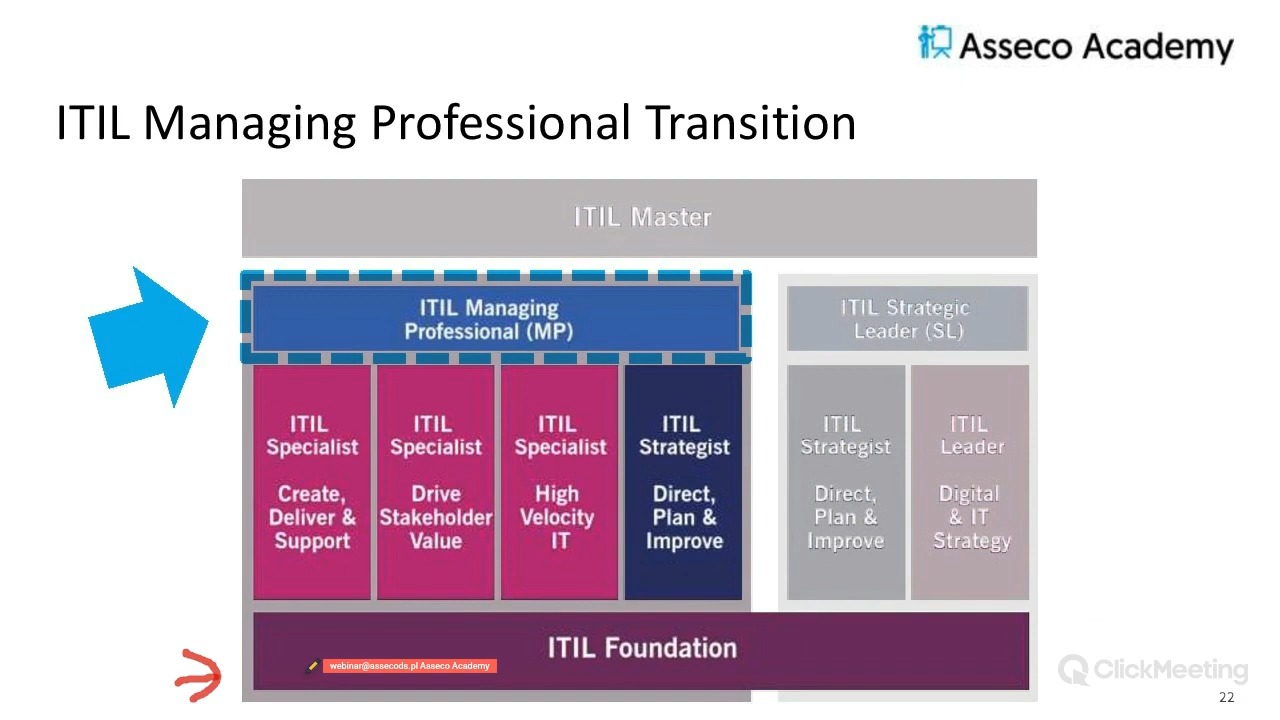 Asseco Academy
ITIL Managing Professional Transition
ITIL Master
ITIL Managing
Professional (MP)
ITIL Strategic
Leader (SL)
ITIL
Specialist
Create,
Deliver &
Support
ITIL
Specialist
Drive
Stakeholder
Value
ITIL
Specialist
High
Velocity
IT
ITIL
Strategist
Direct,
Plan &
Improve
ITIL
Strategist
Direct,
Plan &
Improve
ITIL
Leader
Digital
& IT
Strategy
ITIL Foundation
webinar@assecods.pl Asseco Academy
ClickMeeting
22